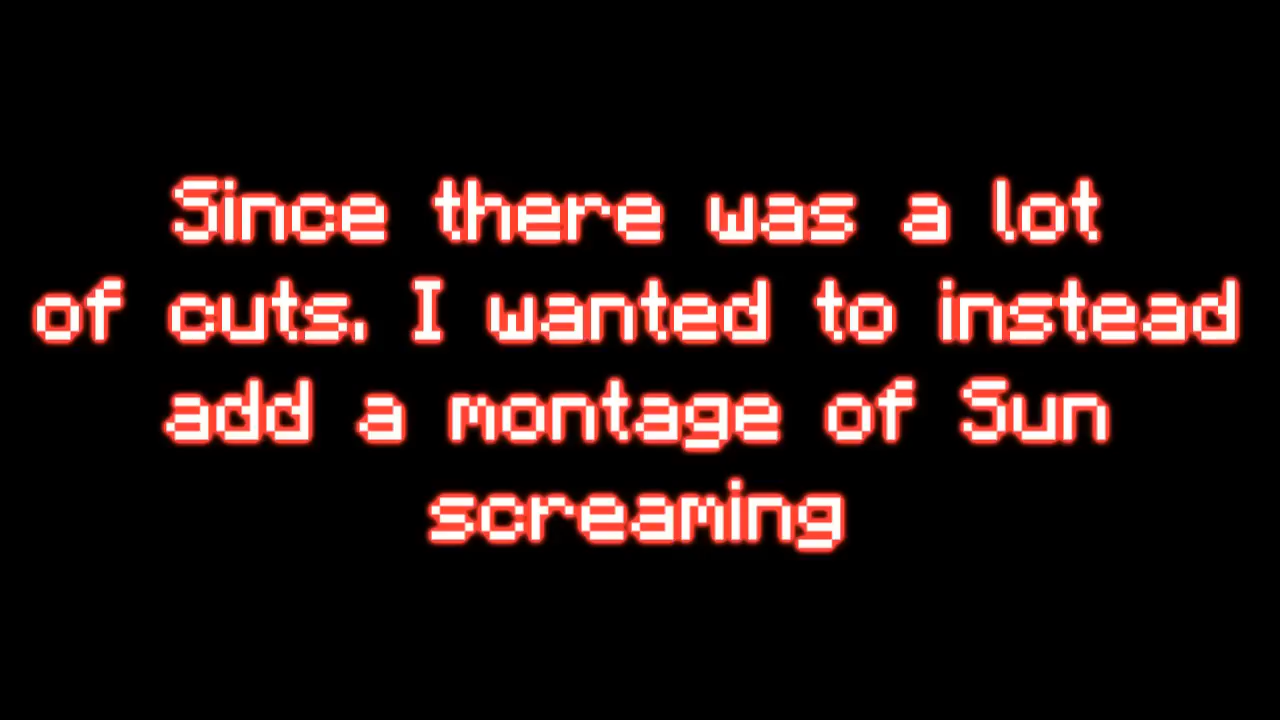 Since there was a lot
of cuts, I wanted to instead
add a montage of Sun
screaming